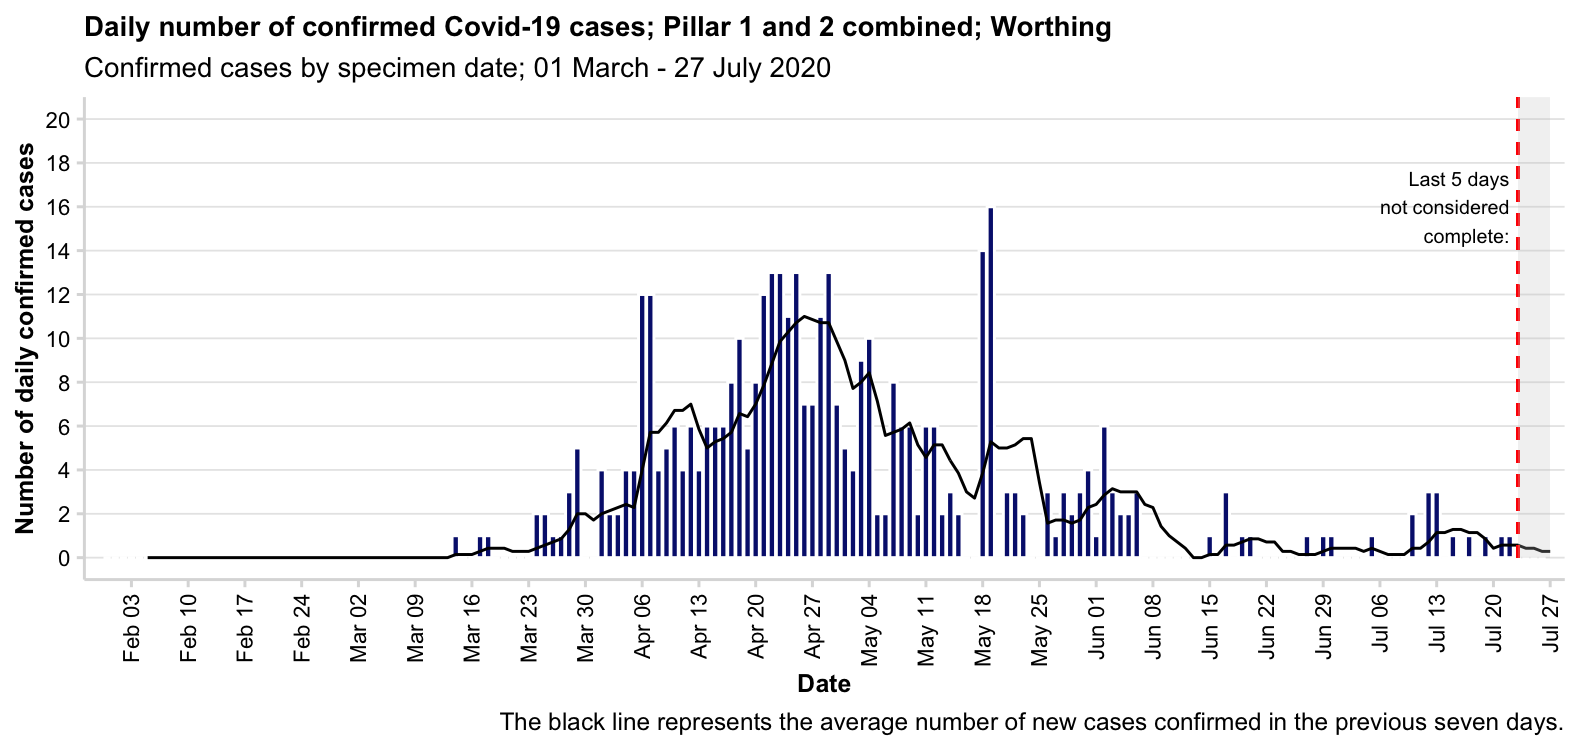 Daily number of confirmed Covid-19 cases; Pillar 1 and 2 combined; Worthing
Confirmed cases by specimen date; 01 March - 27 July 2020
Number of daily confirmed cases
20
18
16
14
12
10
8
6
4
2
0
Last 5 days
not considered
complete:
Feb 03
Feb 10
Feb 17
Feb 24
Mar 02
Mar 09
Mar 16
Mar 23
Mar 30
Apr 06
Apr 13
Apr 20
Apr 27
May 04
May 11
May 18
May 25
Jun 01
Jun 08
Jun 15
Jun 22
Jun 29
Jul 06
Jul 13
Jul 20
Jul 27
Date
The black line represents the average number of new cases confirmed in the previous seven days.